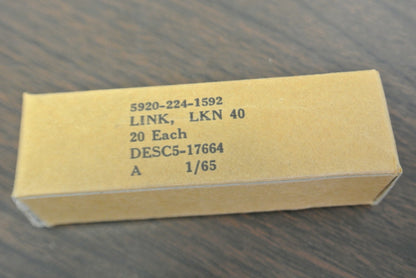 5920-224-1592
LINK, LKN 40
20 Each
DESC5-17664
A 1/65